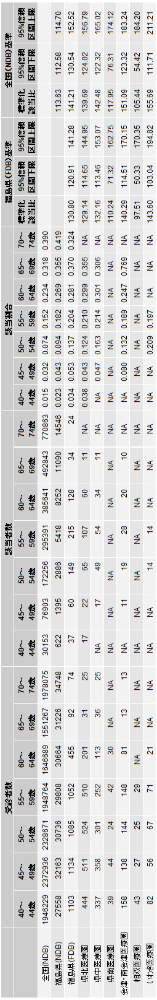 受診者数 該当者数 該当割合 福島県(FDB)基準 全国(NDB)基準
40～44歳 45～49歳 50～54歳 55～59歳 60～64歳 65～69歳 70～74歳 40～44歳 45～49歳 50～54歳 55～59歳 60～64歳 65～69歳 70～74歳 40～44歳 45～49歳 50～54歳 55～59歳 60～64歳 65～69歳 70～74歳 標準化該当比 95%信頼区間下限 95%信頼区間上限 標準化該当比 95%信頼区間下限 95%信頼区間上限
全国(NDB) 1946229 2372936 2328671 1948764 1646689 1551267 1978075 30153 76903 172256 295391 385641 492843 770863 0.015 0.032 0.074 0.152 0.234 0.318 0.390
福島県(NDB) 27558 32163 30736 29808 30664 31226 34748 622 1395 2886 5418 8252 11090 14546 0.023 0.043 0.094 0.182 0.269 0.355 0.419 113.63 112.58 114.70
福島県(FDB) 1103 1134 1085 1052 455 92 74 37 60 149 215 128 34 24 0.034 0.053 0.137 0.204 0.281 0.370 0.324 130.80 120.91 141.28 141.21 130.54 152.52
県北医療圏 444 511 524 510 201 31 25 17 22 65 107 60 11 NA 0.038 0.043 0.124 0.210 0.299 0.355 NA 129.14 114.65 144.95 139.69 124.02 156.79
県中医療圏 337 358 301 252 113 36 25 NA 17 49 54 34 11 NA NA 0.047 0.163 0.214 0.301 0.306 NA 132.16 113.46 153.07 142.48 122.32 165.02
県南医療圏 39 44 24 42 30 NA NA NA NA NA NA NA NA NA NA NA NA NA NA NA NA 110.24 71.32 162.75 117.95 76.31 174.12
会津・南会津医療圏 158 138 144 148 81 13 13 NA 11 19 28 20 10 NA NA 0.080 0.132 0.189 0.247 0.769 NA 140.29 114.51 170.15 151.09 123.32 183.24
相双医療圏 43 27 25 29 NA NA NA NA NA NA NA NA NA NA NA NA NA NA NA NA NA 97.51 50.33 170.35 105.44 54.42 184.20
いわき医療圏 82 56 67 71 21 NA NA NA NA 14 14 NA NA NA NA NA 0.209 0.197 NA NA NA 143.60 103.04 194.82 155.69 111.71 211.21